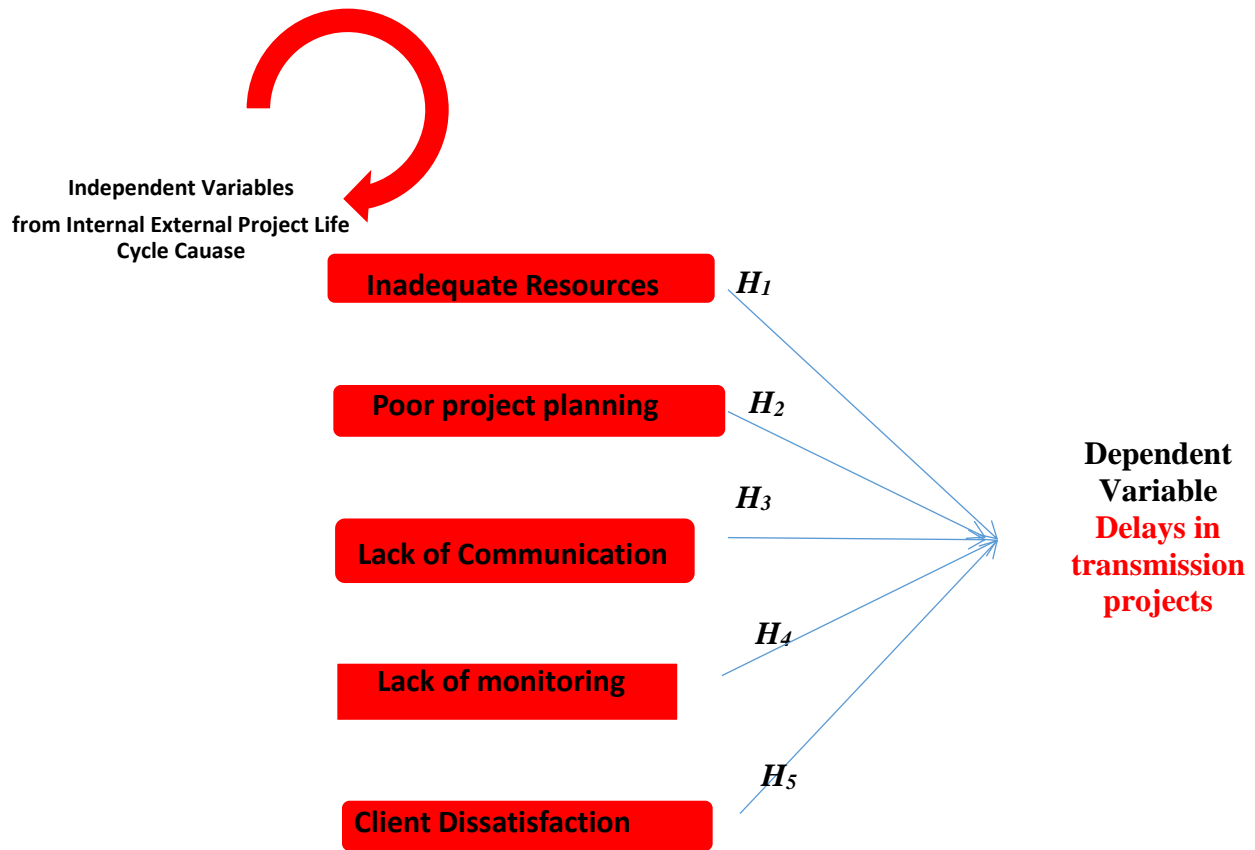 Independent Variables
from Internal External Project Life
Cycle Cauase
Inadequate Resources
H1
Poor project planning
H2
H3
Lack of Communication
H4
Lack of monitoring
H5
Client Dissatisfaction
Dependent
Variable
Delays in
transmission
projects